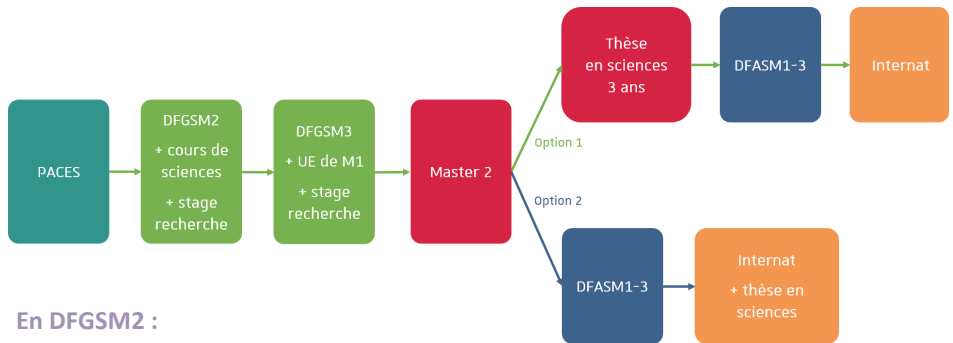 PACES
DFGSM2
+ cours de
sciences
+ stage
recherche
DFGSM3
+ UE de M1
+ stage
recherche
Master 2
Option 1
Thèse
en sciences
3 ans
DFASM1-3
Internat
Option 2
DFASM1-3
Internat
+ thèse en
sciences
En DFGSM2 :